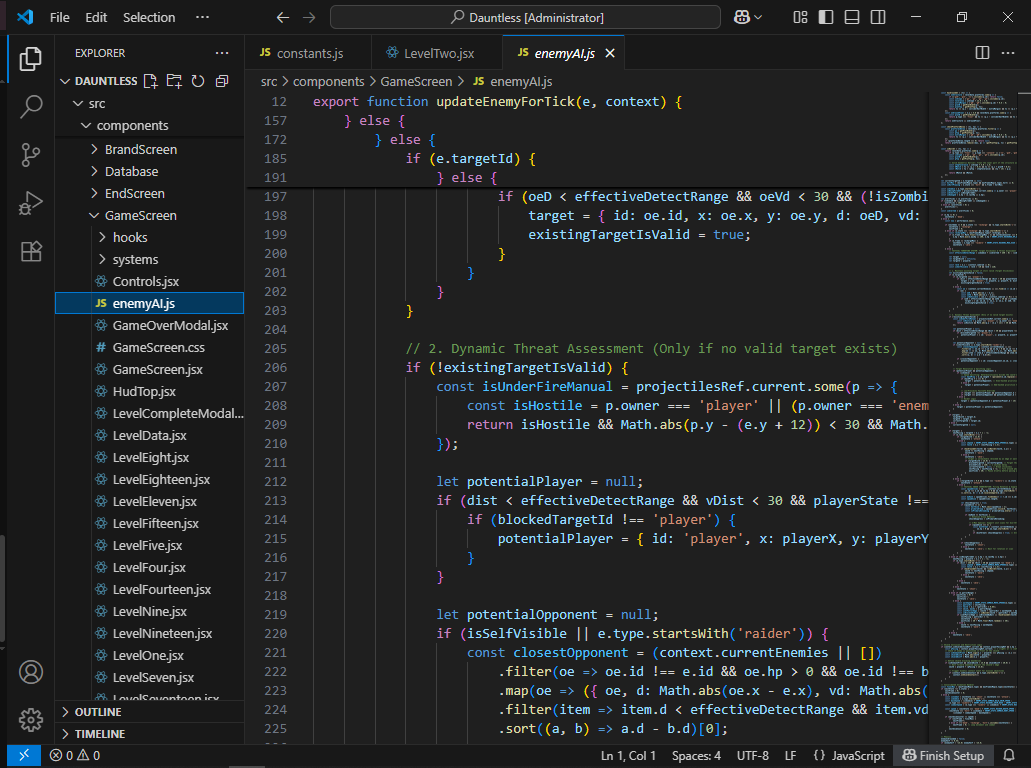 File Edit Selection ···
Dauntless [Administrator]
EXPLORER ···
JS constants.js
LevelTwo.jsx
JS enemyAI.js
DAUNTLESS
src > components > GameScreen > JS enemyAI.js
src
components
BrandScreen
Database
EndScreen
GameScreen
hooks
systems
Controls.jsx
JS enemyAI.js
GameOverModal.jsx
# GameScreen.css
GameScreen.jsx
HudTop.jsx
LevelCompleteModal...
LevelData.jsx
LevelEight.jsx
LevelEighteen.jsx
LevelEleven.jsx
LevelFifteen.jsx
LevelFive.jsx
LevelFour.jsx
LevelFourteen.jsx
LevelNine.jsx
LevelNineteen.jsx
LevelOne.jsx
LevelSeven.jsx
LevelSeventeen.jsx
OUTLINE
TIMELINE
12 export function updateEnemyForTick(e, context) {
157 } else {
172 } else {
185 if (e.targetId) {
191 } else {
197 if (oeD < effectiveDetectRange && oeVd < 30 && (!isZombi
198 target = { id: oe.id, x: oe.x, y: oe.y, d: oeD, vd:
199 existingTargetIsValid = true;
200 }
201 }
202 }
203 }
204
205 // 2. Dynamic Threat Assessment (Only if no valid target exists)
206 if (!existingTargetIsValid) {
207 const isUnderFireManual = projectilesRef.current.some(p => {
208 const isHostile = p.owner === 'player' || (p.owner === 'enem
209 return isHostile && Math.abs(p.y - (e.y + 12)) < 30 && Math.
210 });
211
212 let potentialPlayer = null;
213 if (dist < effectiveDetectRange && vDist < 30 && playerState !==
214 if (blockedTargetId !== 'player') {
215 potentialPlayer = { id: 'player', x: playerX, y: playerY
216 }
217 }
218
219 let potentialOpponent = null;
220 if (isSelfVisible || e.type.startsWith('raider')) {
221 const closestOpponent = (context.currentEnemies || [])
222 .filter(oe => oe.id !== e.id && oe.hp > 0 && oe.id !== b
223 .map(oe => ({ oe, d: Math.abs(oe.x - e.x), vd: Math.abs(
224 .filter(item => item.d < effectiveDetectRange && item.vd
225 .sort((a, b) => a.d - b.d)[0];
0 0 Ln 1, Col 1 Spaces: 4 UTF-8 LF {} JavaScript Finish Setup